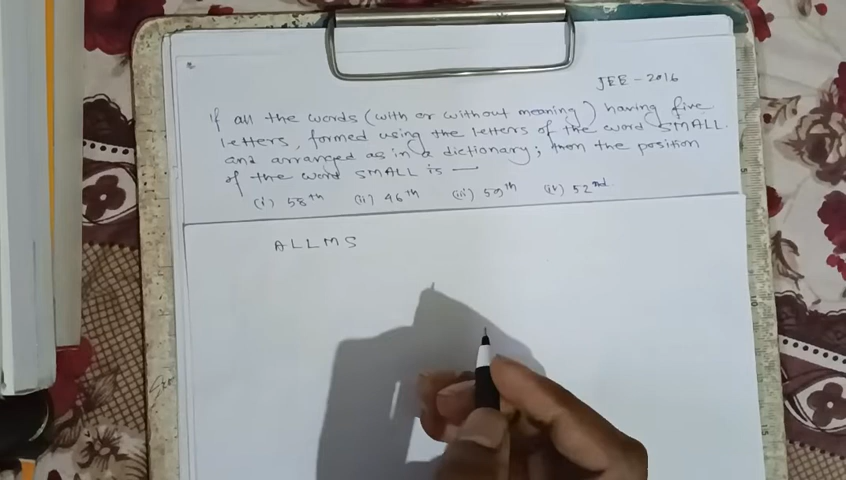 JEE - 2016
If all the words (with or without meaning) having five
letters, formed using the letters of the word SMALL.
and arranged as in a dictionary; then the position
of the word SMALL is —
(i) 58th (ii) 46th (iii) 59th (iv) 52nd.
ALLMS